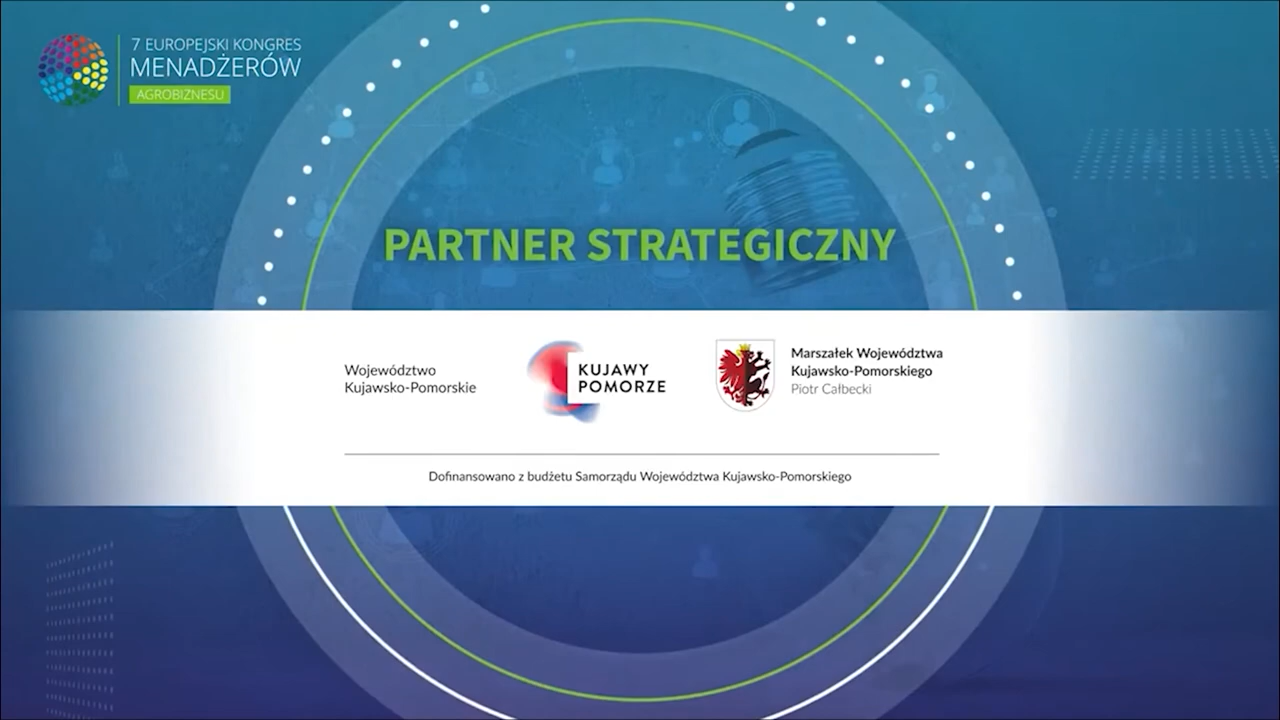 7 EUROPEJSKI KONGRES
MENADŻERÓW
AGROBIZNESU
PARTNER STRATEGICZNY
Województwo
Kujawsko-Pomorskie
KUJAWY
POMORZE
Marszałek Województwa
Kujawsko-Pomorskiego
Piotr Całbecki
Dofinansowano z budżetu Samorządu Województwa Kujawsko-Pomorskiego